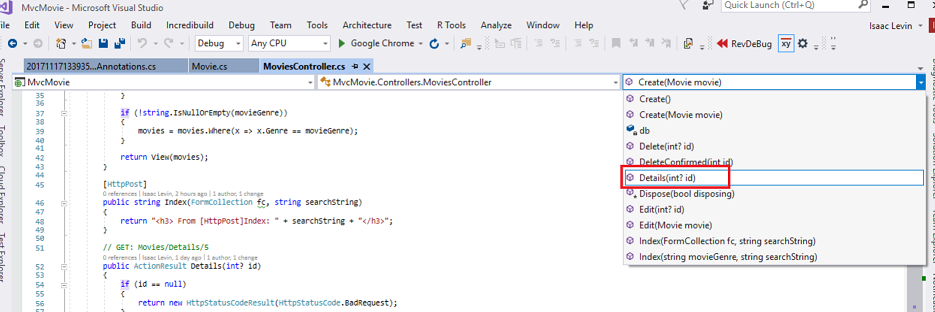 MvcMovie - Microsoft Visual Studio
Quick Launch (Ctrl+Q)
File Edit View Incredibuild Debug Team Tools Architecture Test R Tools Analyze Window Help
Isaac Levin
Debug Any CPU Google Chrome RevDeBug xy
20171117133935...Annotations.cs Movie.cs MoviesController.cs
MvcMovie MvcMovie.Controllers.MoviesController Create(Movie movie)
Create()
Create(Movie movie)
db
Delete(int? id)
DeleteConfirmed(int id)
Details(int? id)
Dispose(bool disposing)
Edit(int? id)
Edit(Movie movie)
Index(FormCollection fc, string searchString)
Index(string movieGenre, string searchString)
35 }
36
37 if (!string.IsNullOrEmpty(movieGenre))
38 {
39 movies = movies.Where(x => x.Genre == movieGenre);
40 }
41
42 return View(movies);
43 }
44
45 [HttpPost]
0 references | Isaac Levin, 2 hours ago | 1 author, 1 change
46 public string Index(FormCollection fc, string searchString)
47 {
48 return "<h3> From [HttpPost]Index: " + searchString + "</h3>";
49 }
50
51 // GET: Movies/Details/5
0 references | Isaac Levin, 1 day ago | 1 author, 1 change
52 public ActionResult Details(int? id)
53 {
54 if (id == null)
55 {
56 return new HttpStatusCodeResult(HttpStatusCode.BadRequest);
57 }
Server Explorer
Toolbox
Cloud Explorer
Test Explorer